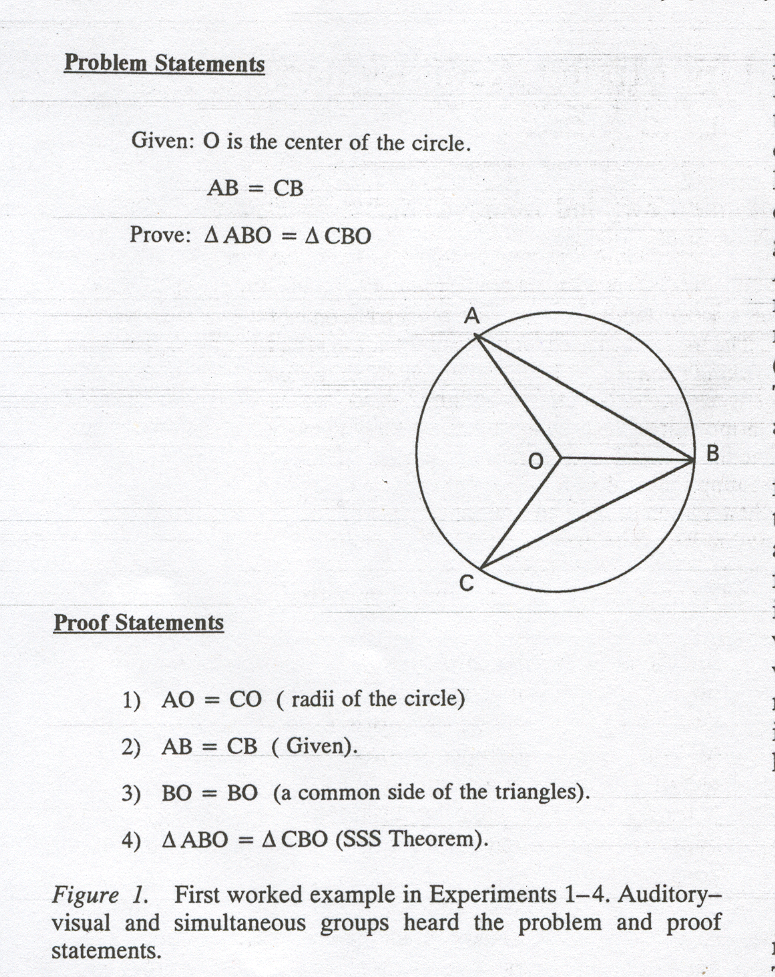 Problem Statements
Given: O is the center of the circle.
AB = CB
Prove: Δ ABO = Δ CBO
A
B
O
C
Proof Statements
1) AO = CO ( radii of the circle)
2) AB = CB ( Given).
3) BO = BO (a common side of the triangles).
4) Δ ABO = Δ CBO (SSS Theorem).
Figure 1. First worked example in Experiments 1–4. Auditory–
visual and simultaneous groups heard the problem and proof
statements.